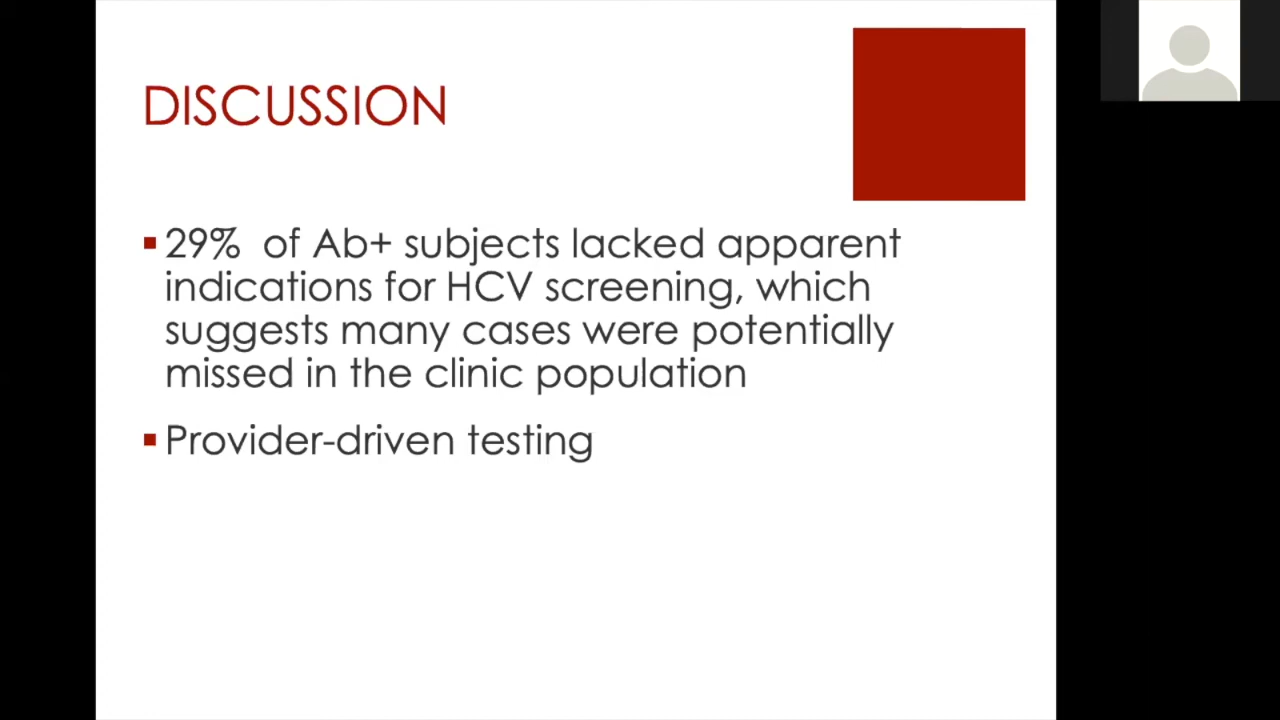 DISCUSSION
29% of Ab+ subjects lacked apparent
indications for HCV screening, which
suggests many cases were potentially
missed in the clinic population
Provider-driven testing